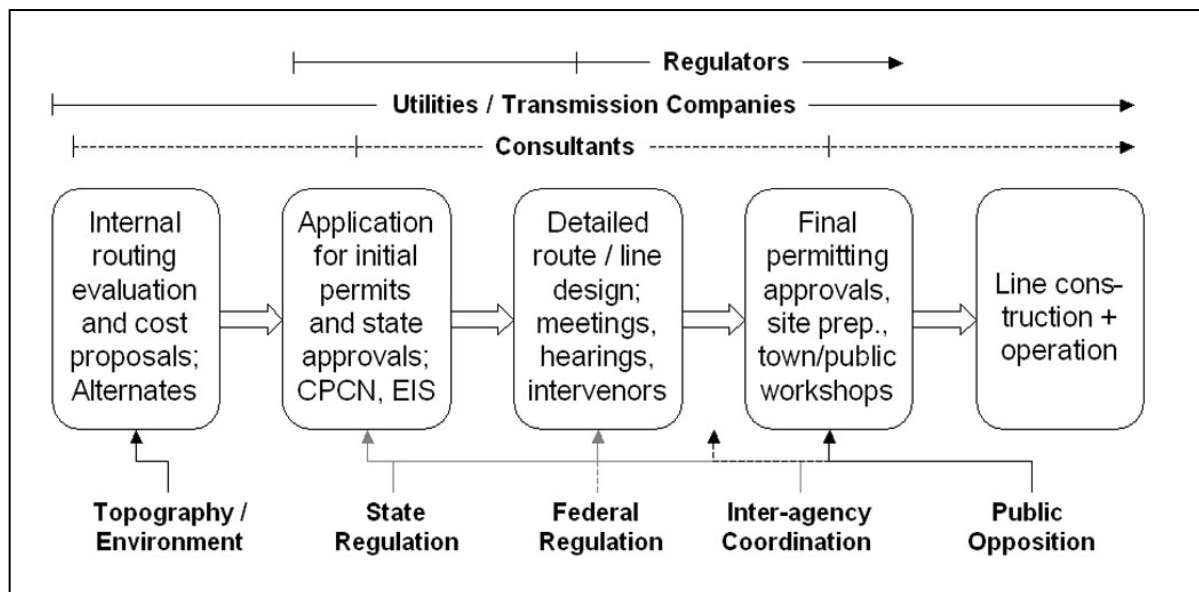 Regulators
Utilities / Transmission Companies
Consultants
Internal
routing
evaluation
and cost
proposals;
Alternates
Application
for initial
permits
and state
approvals;
CPCN, EIS
Detailed
route / line
design;
meetings,
hearings,
intervenors
Final
permitting
approvals,
site prep.,
town/public
workshops
Line cons-
truction +
operation
Topography /
Environment
State
Regulation
Federal
Regulation
Inter-agency
Coordination
Public
Opposition